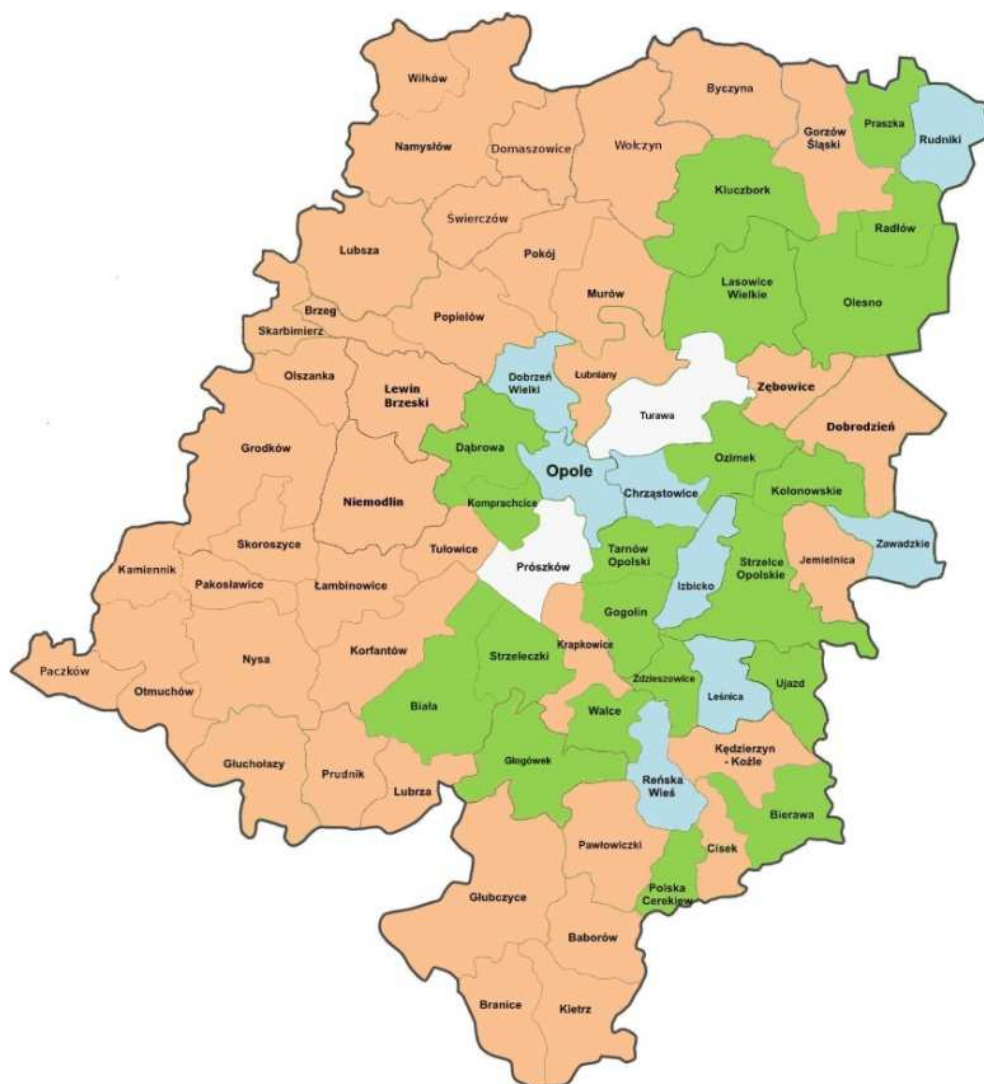 Wilków
Byczyna
Praszka
Gorzów
Śląski
Rudniki
Namysłów
Domaszowice
Wołczyn
Kluczbork
Świerczów
Radłów
Lubsza
Pokój
Lasowice
Wielkie
Murów
Olesno
Brzeg
Popielów
Skarbimierz
Olszanka
Dobrzeń
Wielki
Łubniany
Lewin
Brzeski
Zębowice
Turawa
Dobrodzień
Grodków
Dąbrowa
Ozimek
Opole
Chrząstowice
Kolonowskie
Niemodlin
Komprachcice
Skoroszyce
Tułowice
Tarnów
Opolski
Zawadzkie
Kamiennik
Prószków
Strzelce
Opolskie
Jemielnica
Pakosławice
Łambinowice
Izbicko
Gogolin
Krapkowice
Korfantów
Strzeleczki
Nysa
Paczków
Zdzieszowice
Ujazd
Otmuchów
Leśnica
Biała
Walce
Kędzierzyn
- Koźle
Głuchołazy
Głogówek
Prudnik
Reńska
Wieś
Lubrza
Bierawa
Pawłowiczki
Cisek
Polska
Cerekiew
Głubczyce
Baborów
Branice
Kietrz